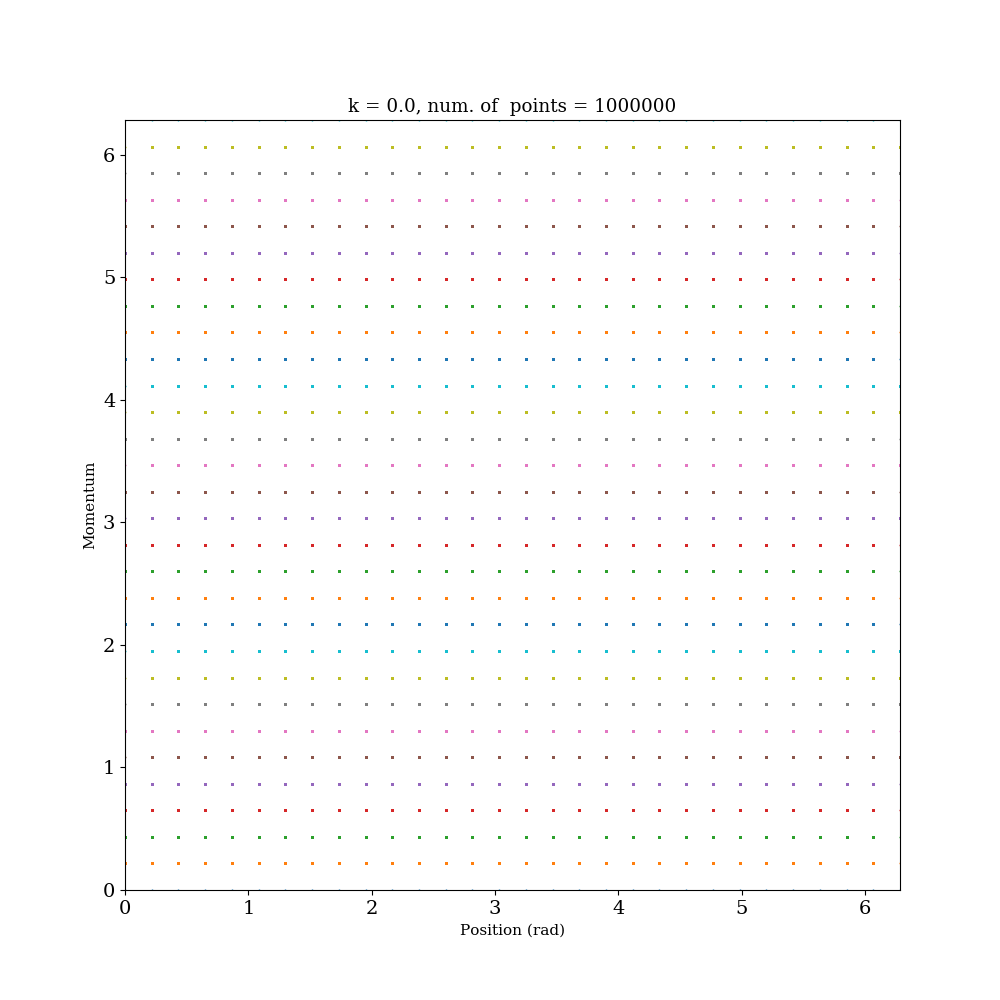 k = 0.0, num. of  points = 1000000
6
5
4
3
2
1
0
Momentum
0 1 2 3 4 5 6
Position (rad)